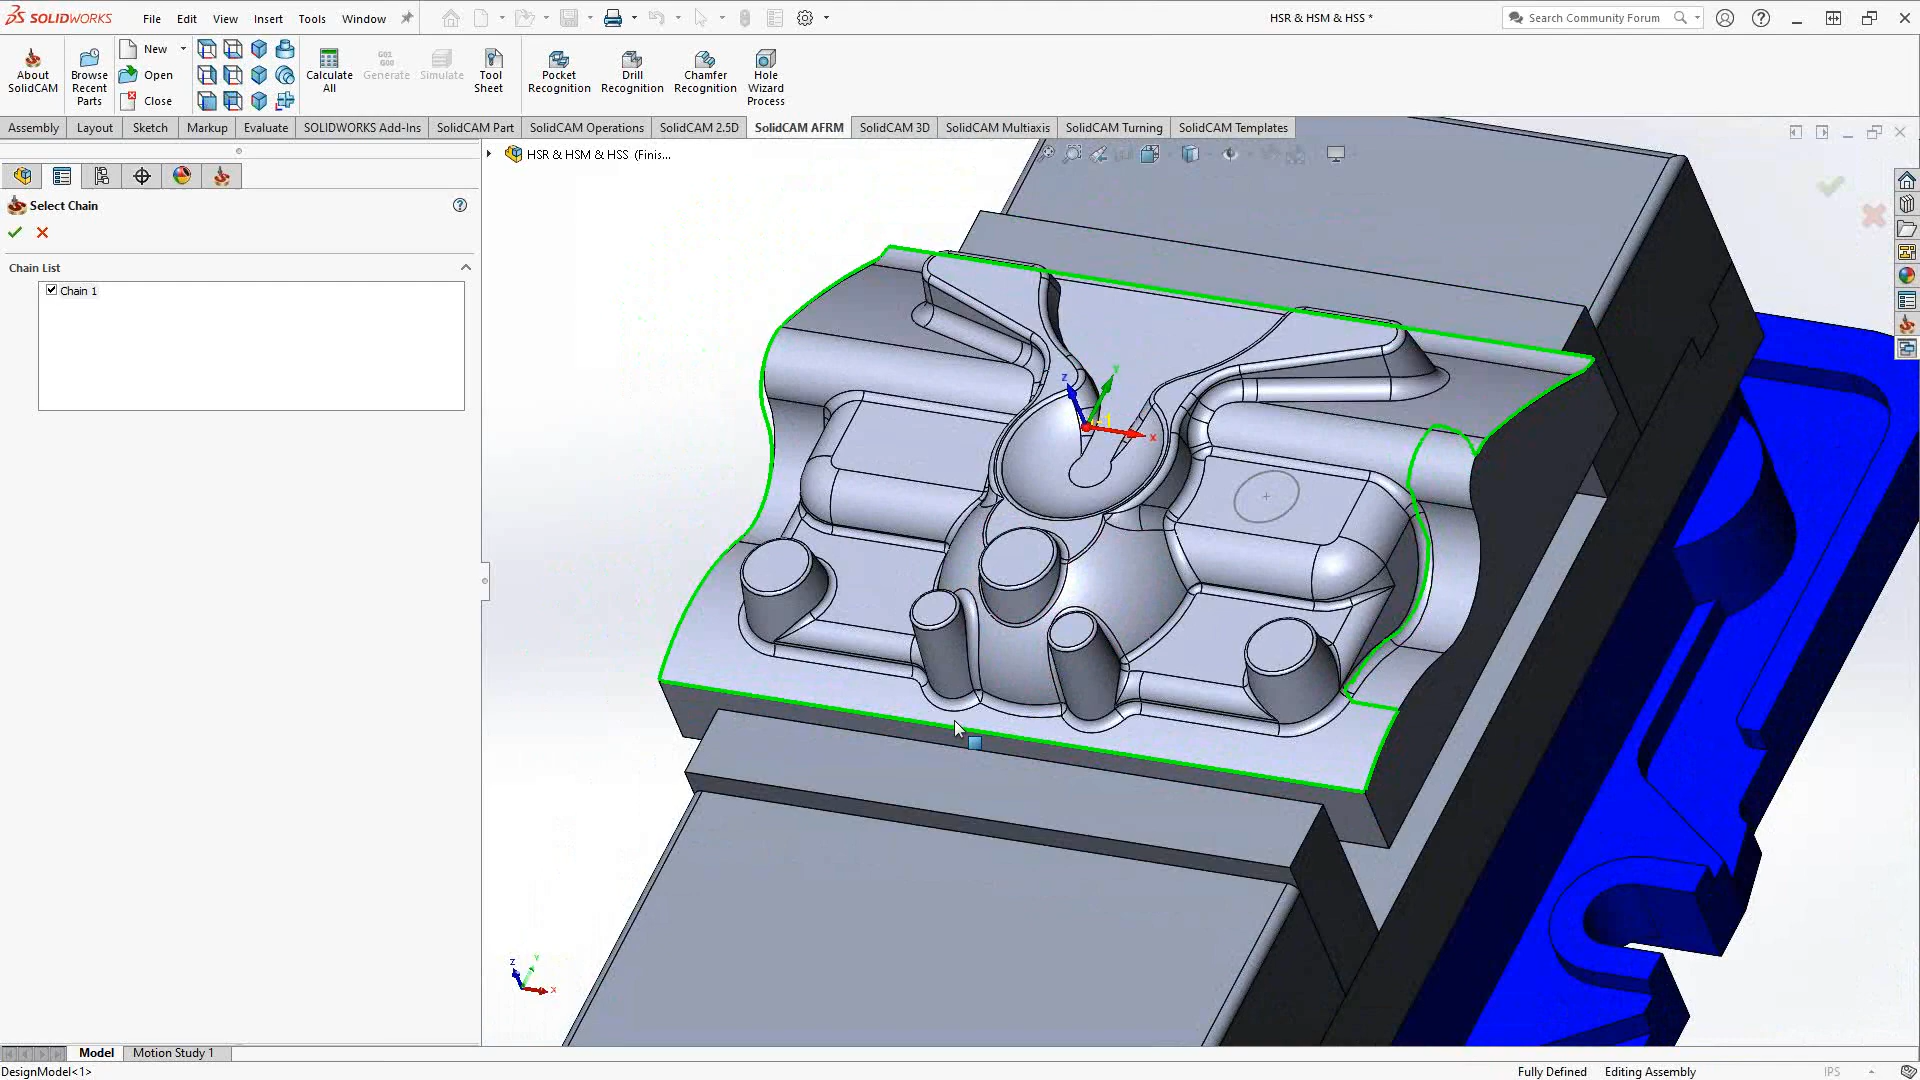 SOLIDWORKS
File
Edit
View
Insert
Tools
Window
HSR & HSM & HSS *
Search Community Forum
About SolidCAM
Browse Recent Parts
New
Open
Close
Calculate All
G01
G00
Generate
Simulate
Tool Sheet
Pocket Recognition
Drill Recognition
Chamfer Recognition
Hole Wizard Process
Assembly
Layout
Sketch
Markup
Evaluate
SOLIDWORKS Add-Ins
SolidCAM Part
SolidCAM Operations
SolidCAM 2.5D
SolidCAM AFRM
SolidCAM 3D
SolidCAM Multiaxis
SolidCAM Turning
SolidCAM Templates
HSR & HSM & HSS (Finis...
Select Chain
Chain List
Chain 1
Z
Y
X
Z
Y
X
Model
Motion Study 1
DesignModel<1>
Fully Defined
Editing Assembly
IPS